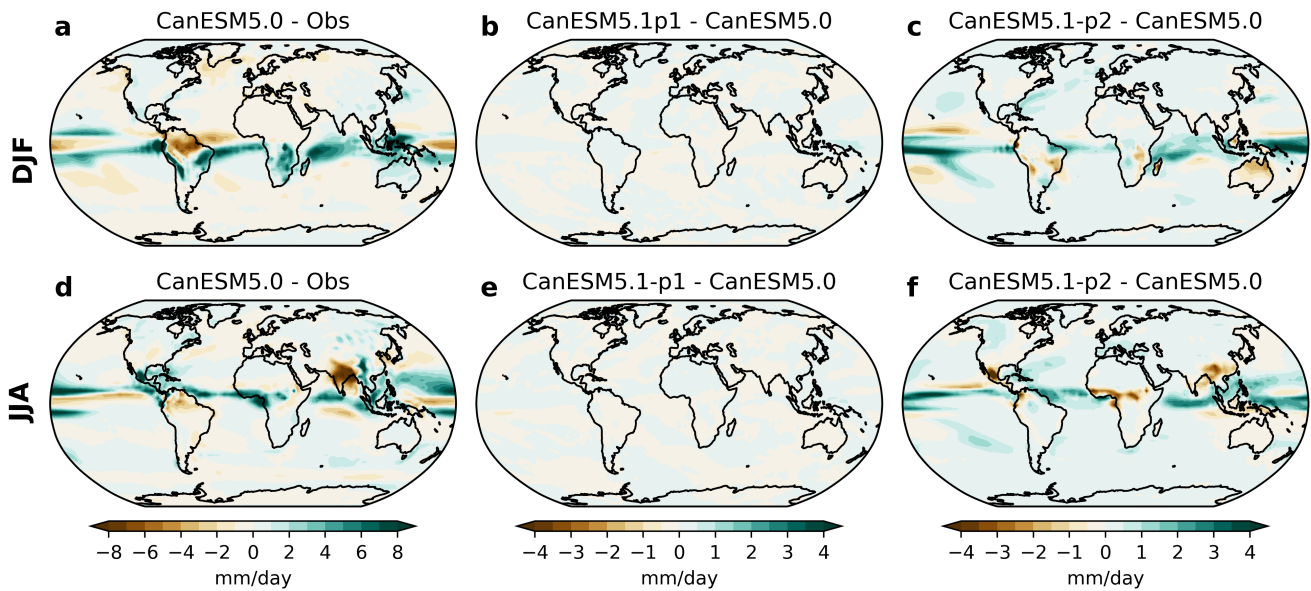 a CanESM5.0 - Obs
b CanESM5.1p1 - CanESM5.0
c CanESM5.1-p2 - CanESM5.0
DJF
d CanESM5.0 - Obs
e CanESM5.1-p1 - CanESM5.0
f CanESM5.1-p2 - CanESM5.0
JJA
−8 −6 −4 −2 0 2 4 6 8
mm/day
−4 −3 −2 −1 0 1 2 3 4
mm/day
−4 −3 −2 −1 0 1 2 3 4
mm/day